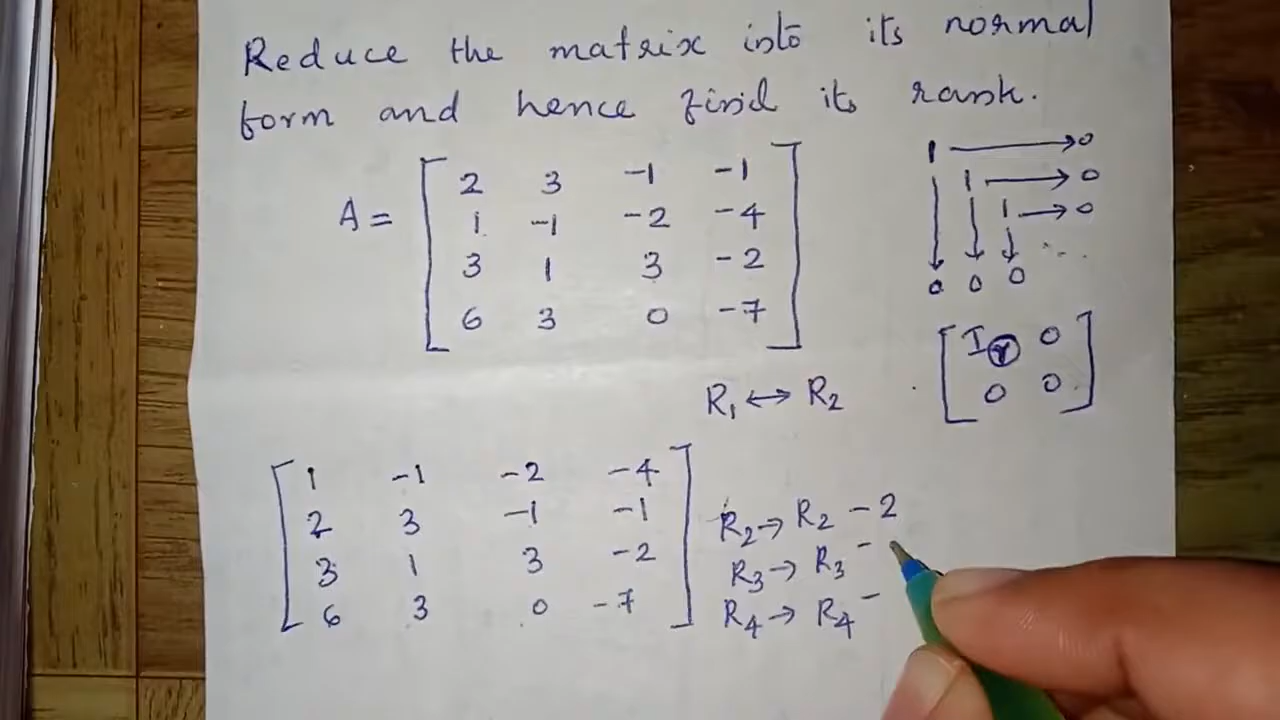 Reduce the matrix into its normal
form and hence find its rank.
A = [ 2 3 -1 -1
1 -1 -2 -4
3 1 3 -2
6 3 0 -7 ]
1 → 0
1 → 0
1 → 0
↓ ↓ ↓ ...
0 0 0
[ Ir 0
0 0 ]
R₁ ↔ R₂
[ 1 -1 -2 -4
2 3 -1 -1
3 1 3 -2
6 3 0 -7 ]
R₂ → R₂ - 2
R₃ → R₃ -
R₄ → R₄ -